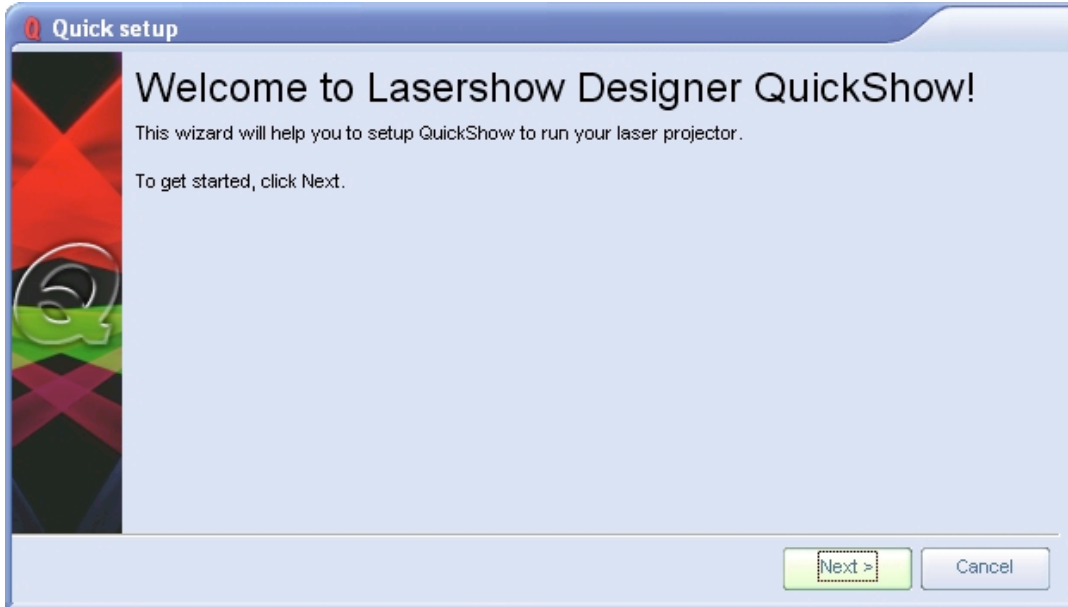 Q Quick setup
Welcome to Lasershow Designer QuickShow!
This wizard will help you to setup QuickShow to run your laser projector.
To get started, click Next.
Q
Next >
Cancel